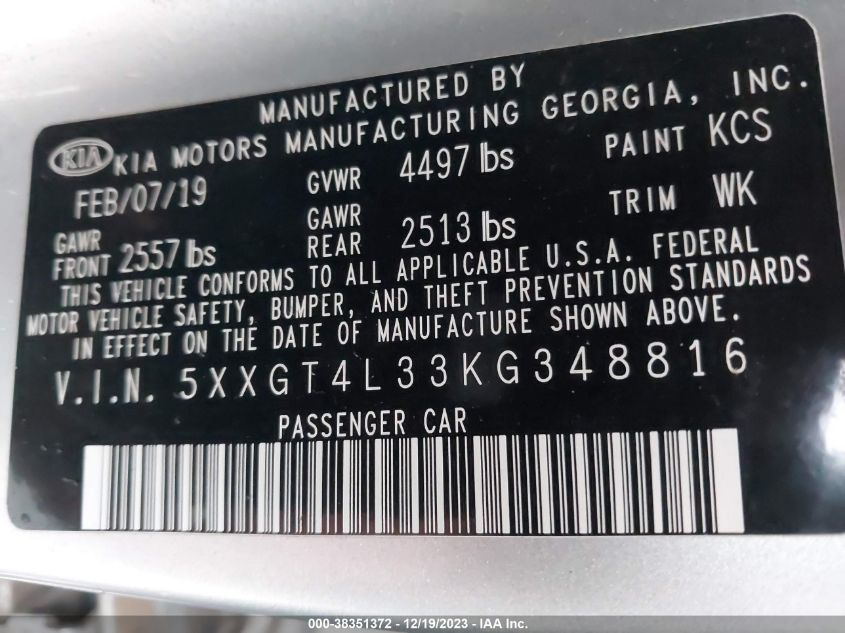 MANUFACTURED BY
KIA KIA MOTORS MANUFACTURING GEORGIA, INC.
FEB/07/19 GVWR 4497 lbs PAINT KCS
GAWR FRONT 2557 lbs GAWR REAR 2513 lbs TRIM WK
THIS VEHICLE CONFORMS TO ALL APPLICABLE U.S.A. FEDERAL
MOTOR VEHICLE SAFETY, BUMPER, AND THEFT PREVENTION STANDARDS
IN EFFECT ON THE DATE OF MANUFACTURE SHOWN ABOVE.
V.I.N. 5XXGT4L33KG348816
PASSENGER CAR
000-38351372 - 12/19/2023 - IAA Inc.